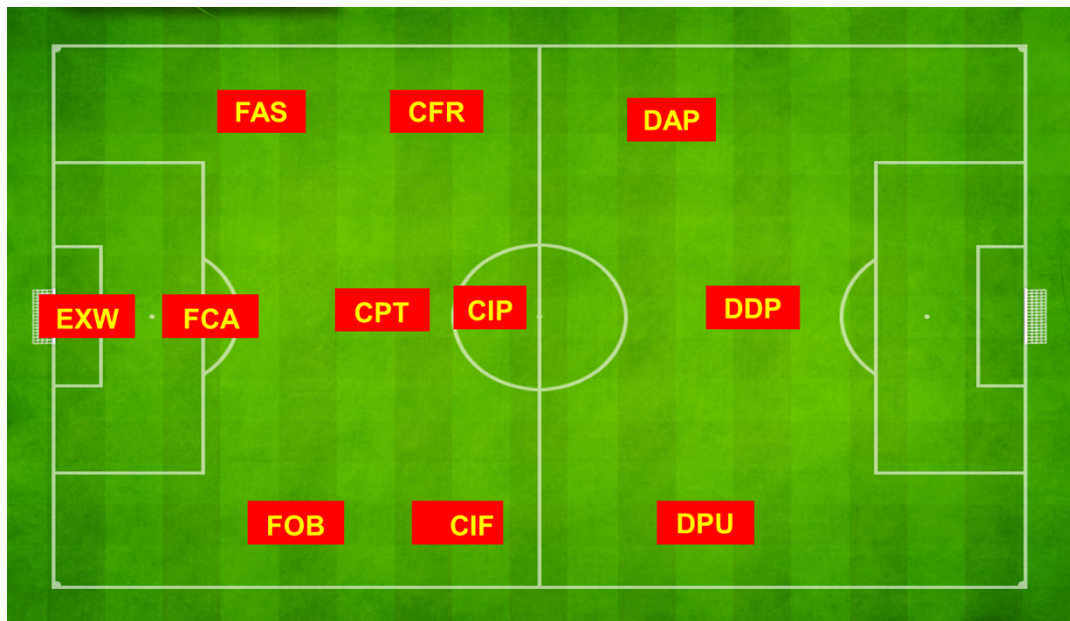 FAS
CFR
DAP
EXW
FCA
CPT
CIP
DDP
FOB
CIF
DPU